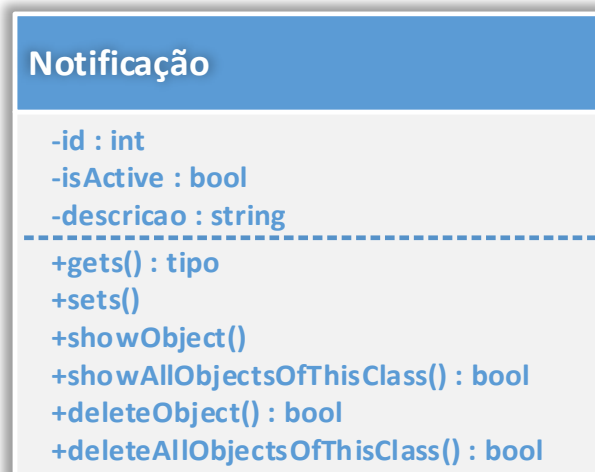 Notificação
-id : int
-isActive : bool
-descricao : string
+gets() : tipo
+sets()
+showObject()
+showAllObjectsOfThisClass() : bool
+deleteObject() : bool
+deleteAllObjectsOfThisClass() : bool